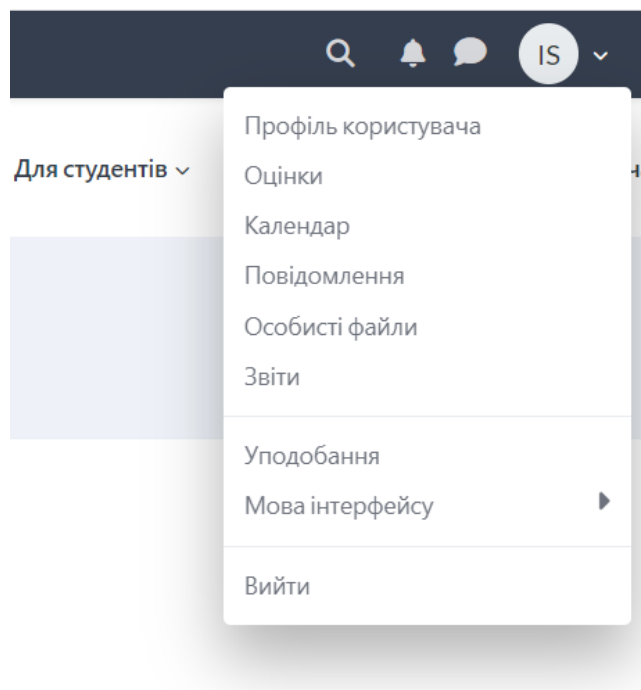 IS
Для студентів
Профіль користувача
Оцінки
Календар
Повідомлення
Особисті файли
Звіти
Уподобання
Мова інтерфейсу
Вийти